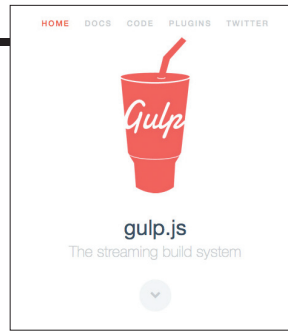 HOME DOCS CODE PLUGINS TWITTER
Gulp
gulp.js
The streaming build system